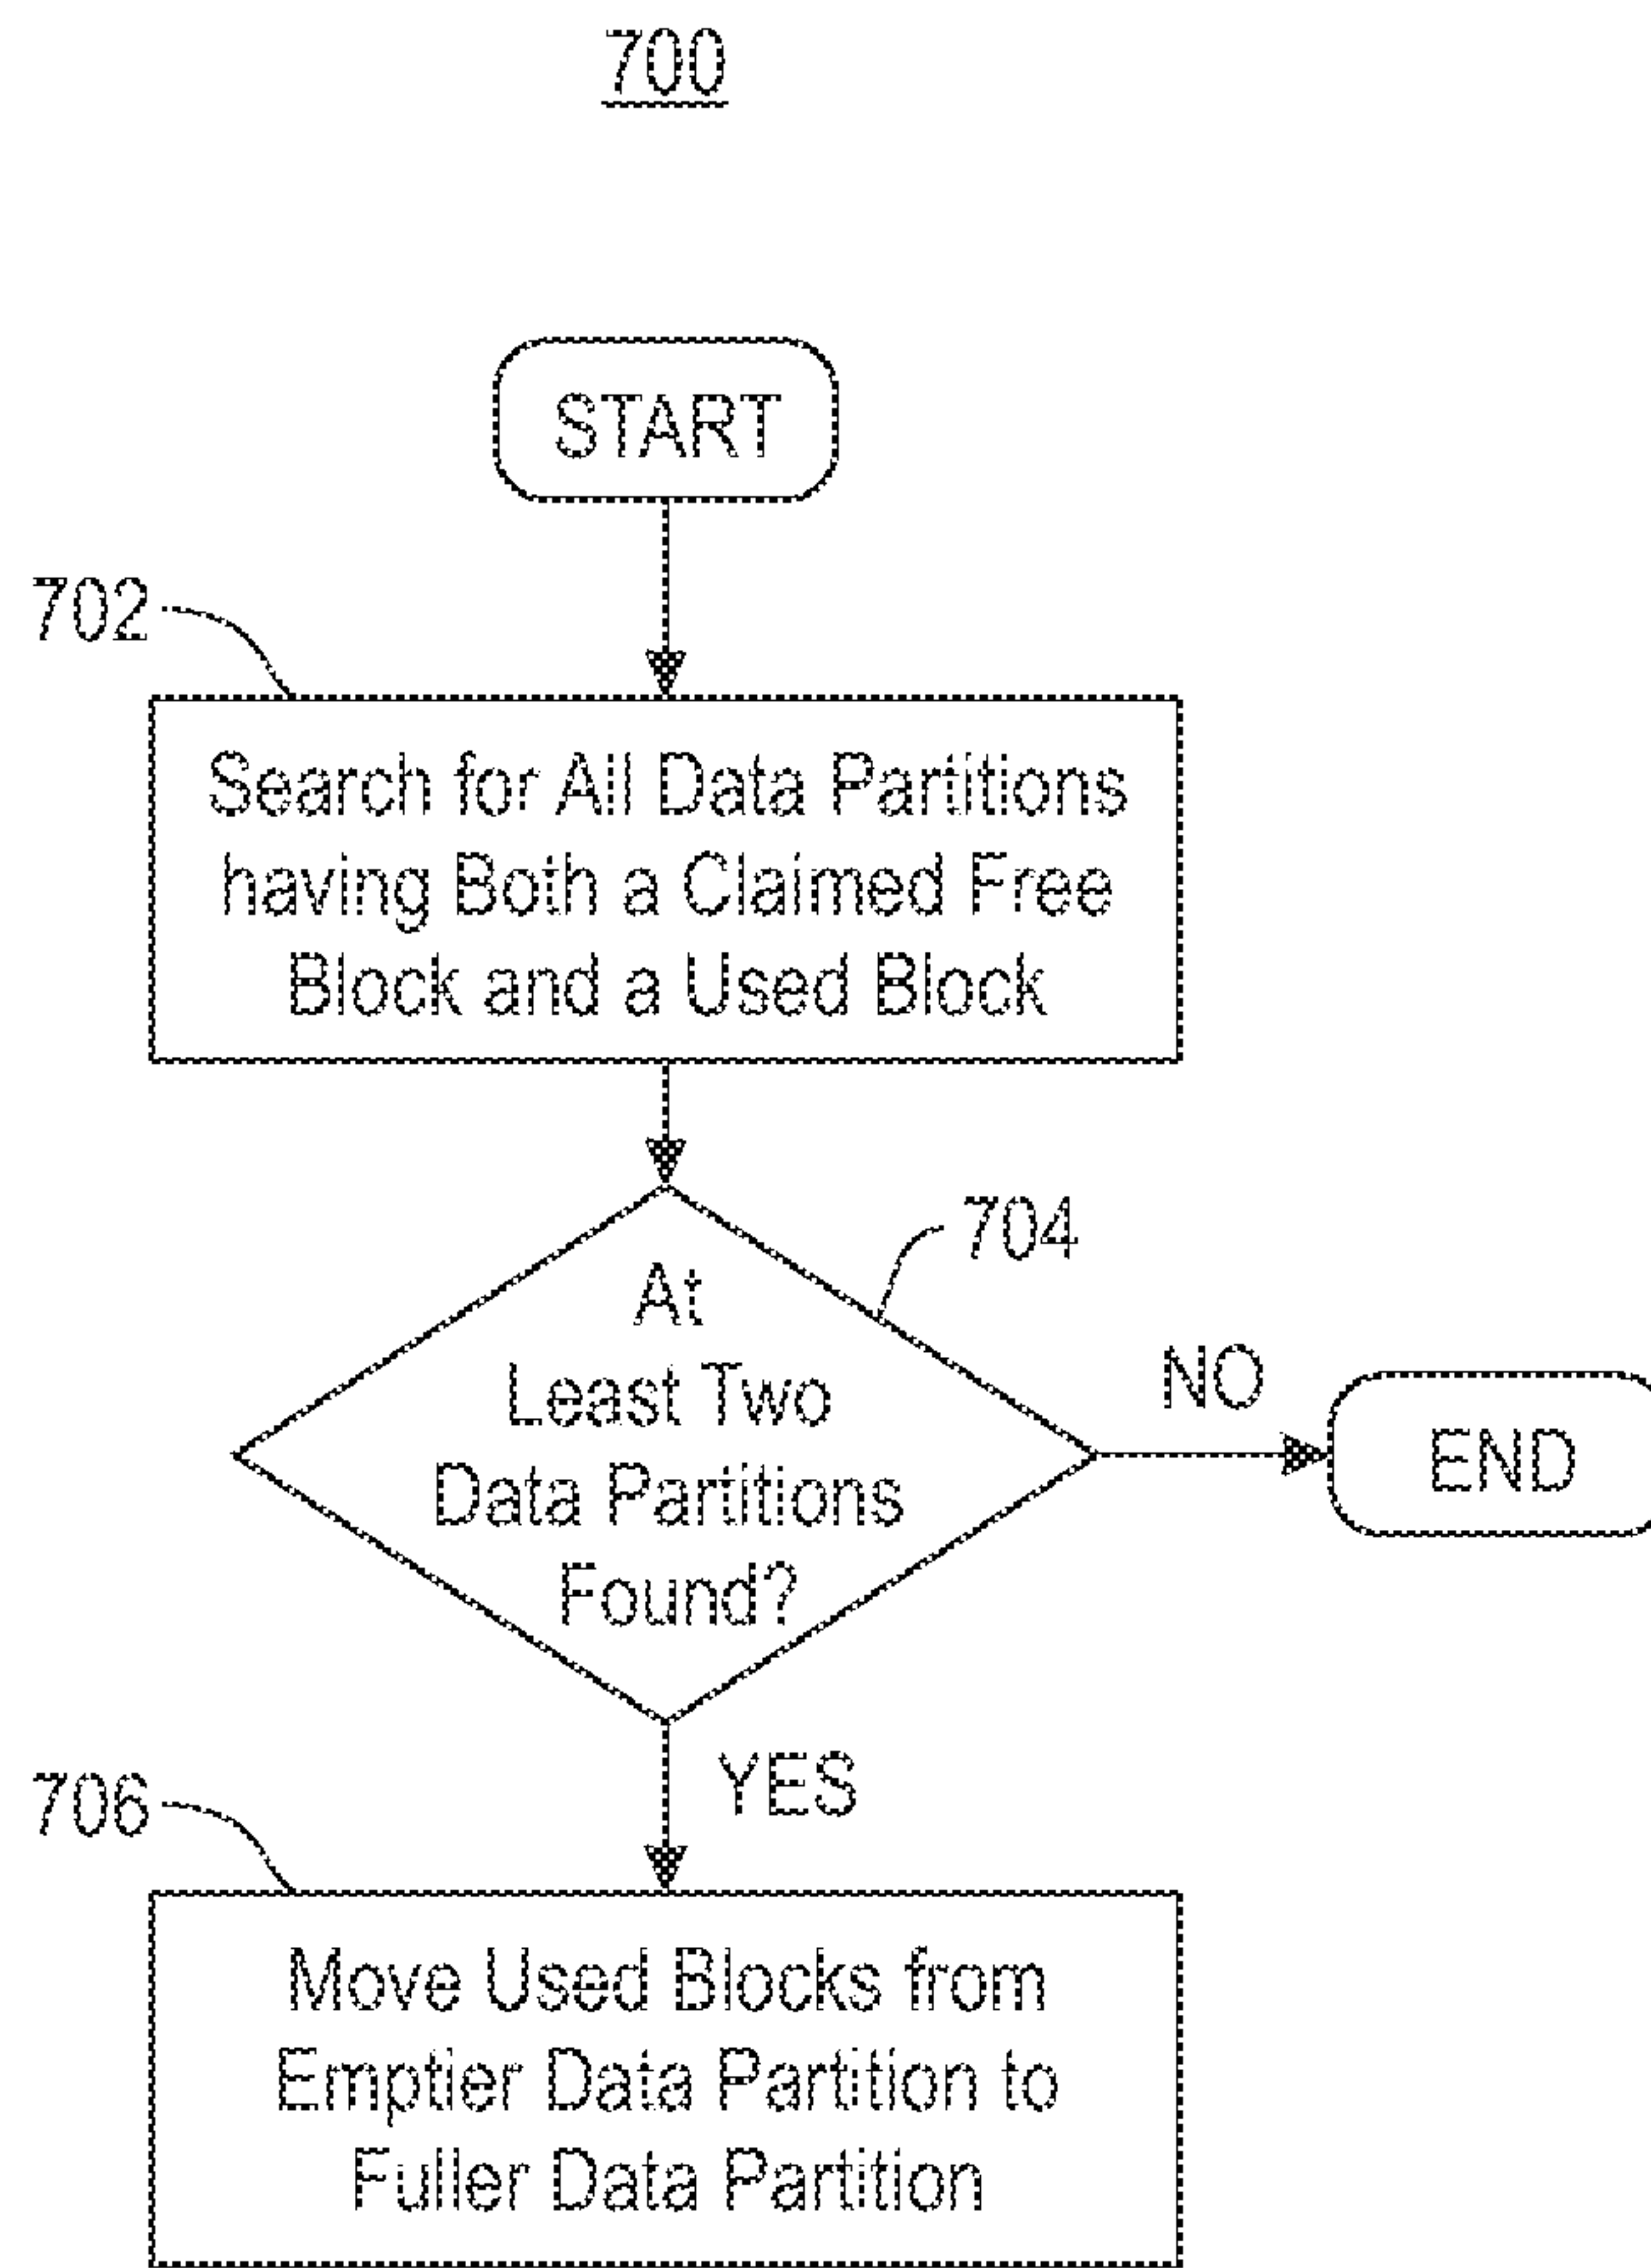 700
START
702
Search for All Data Partitions
having Both a Claimed Free
Block and a Used Block
704
At
Least Two
Data Partitions
Found?
NO
END
YES
706
Move Used Blocks from
Emptier Data Partition to
Fuller Data Partition